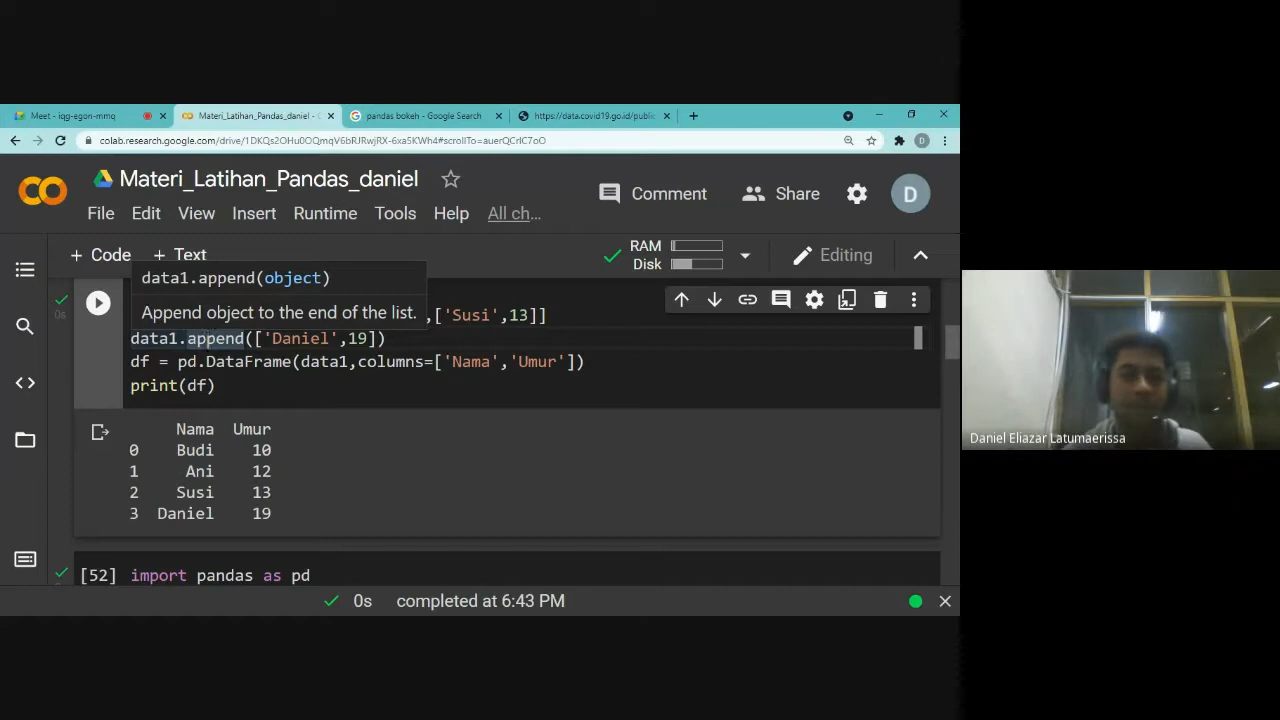 Meet - iqg-egon-mmq
Materi_Latihan_Pandas_daniel - C
pandas bokeh - Google Search
https://data.covid19.go.id/public
colab.research.google.com/drive/1DKQs2OHu0OQmqV6bRJRwjRX-6xa5KWh4#scrollTo=auerQCrIC7oO
D
Materi_Latihan_Pandas_daniel
Comment
Share
D
File Edit View Insert Runtime Tools Help All ch...
+ Code + Text
RAM
Disk
Editing
data1.append(object)
Append object to the end of the list.
0s
,['Susi',13]]
data1.append(['Daniel',19])
df = pd.DataFrame(data1,columns=['Nama','Umur'])
print(df)
Nama Umur
0 Budi 10
1 Ani 12
2 Susi 13
3 Daniel 19
[52] import pandas as pd
0s completed at 6:43 PM
Daniel Eliazar Latumaerissa